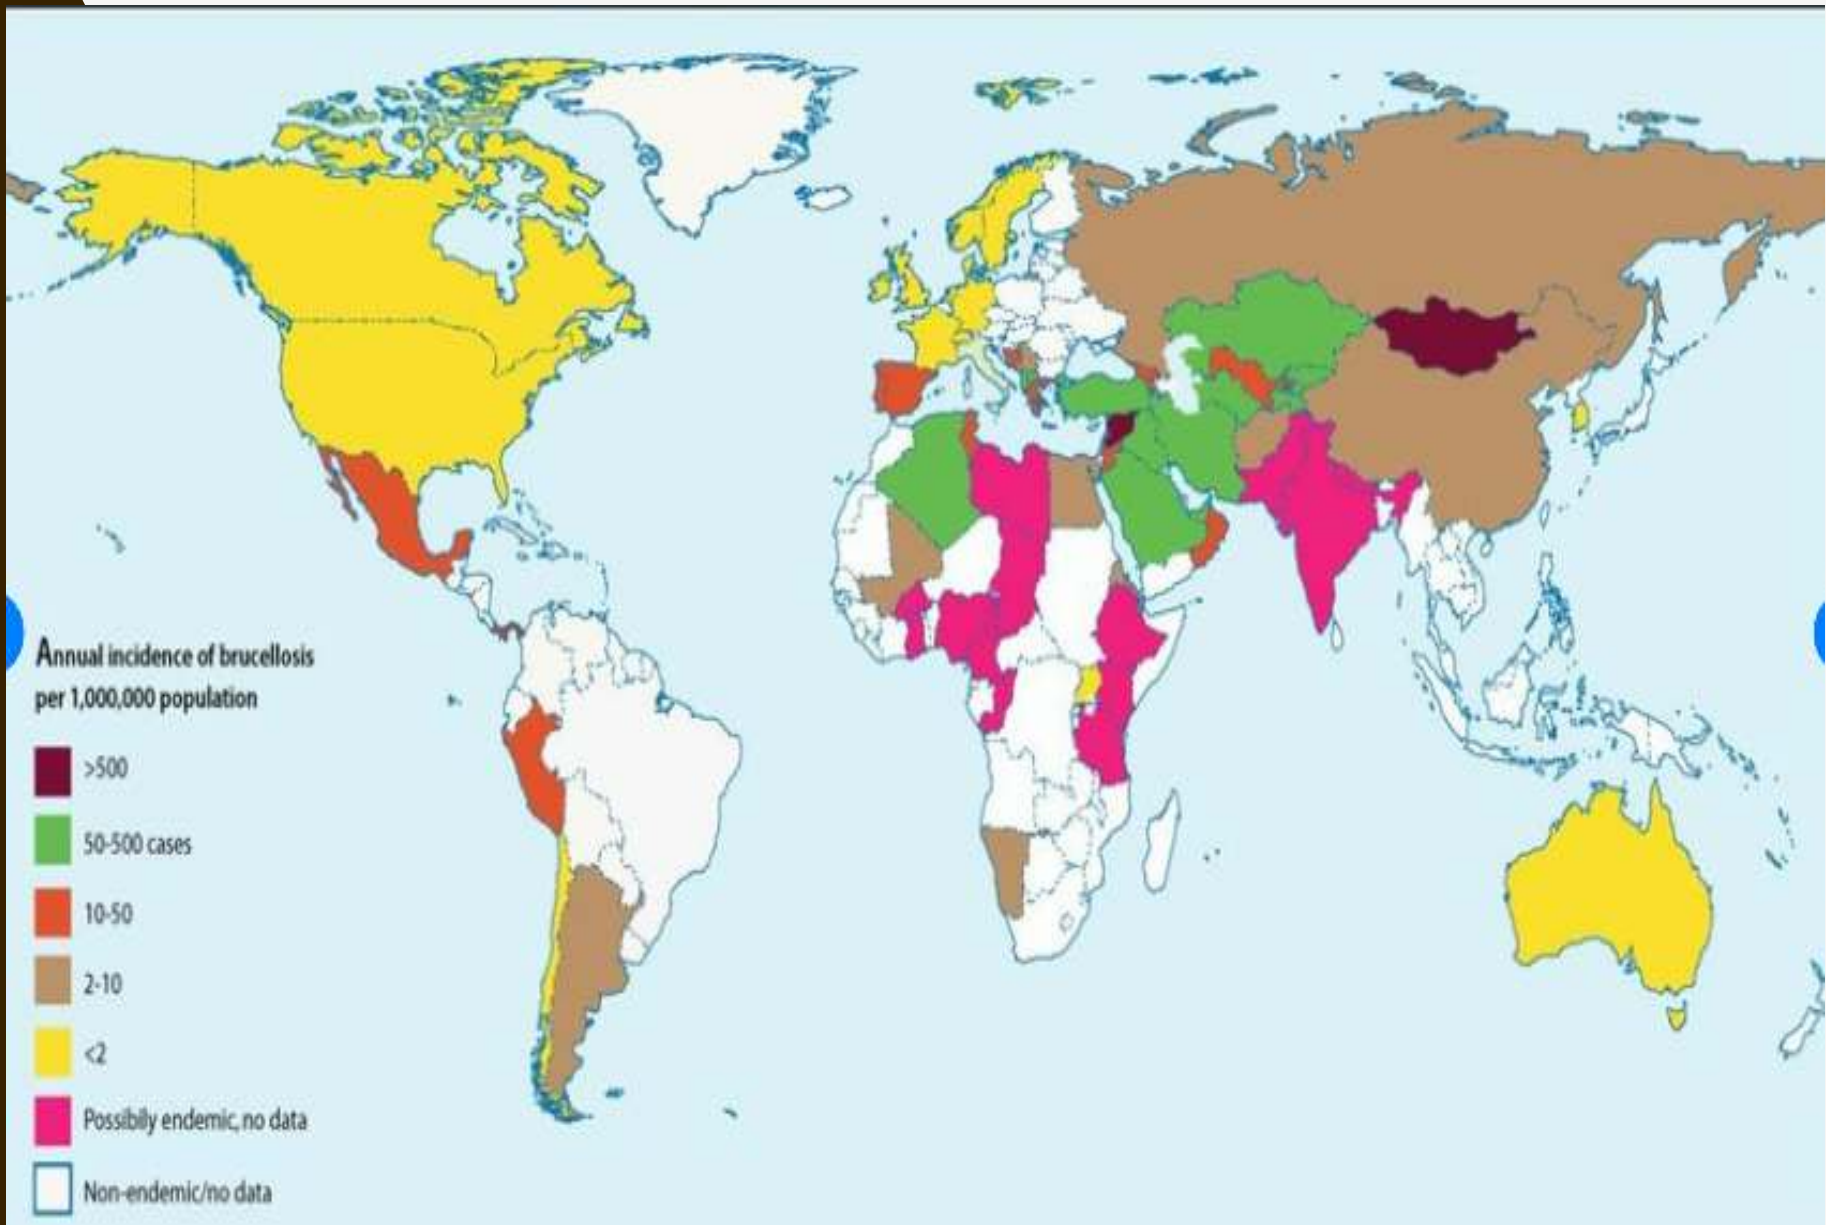 Annual incidence of brucellosis
per 1,000,000 population
>500
50-500 cases
10-50
2-10
<2
Possibily endemic, no data
Non-endemic/no data